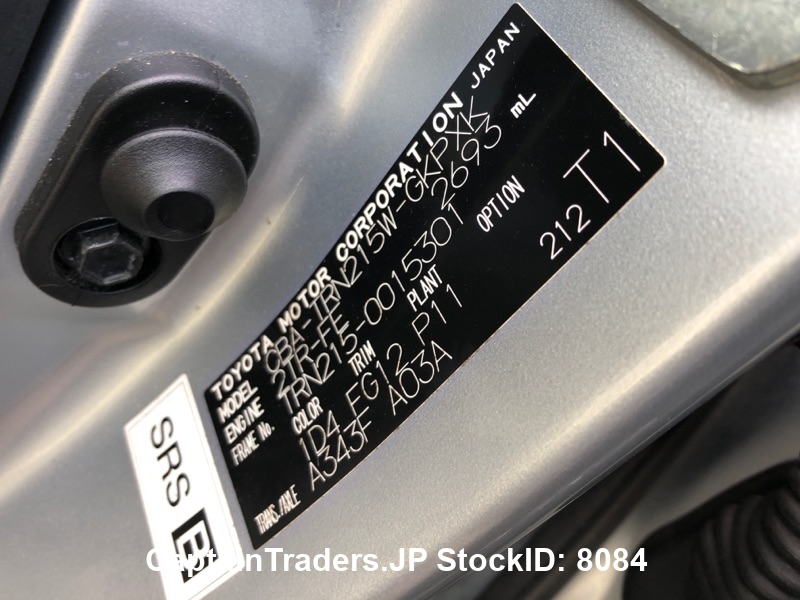 TOYOTA MOTOR CORPORATION JAPAN
MODEL CBA-TRN215W-GKPXK
ENGINE 2TR-FE 2693 mL
FRAME No. TRN215-0015301
COLOR TRIM PLANT OPTION
1D4 FG12 P11 212 T1
TRANS./AXLE A343F A03A
SRS B
CaptainTraders.JP StockID: 8084